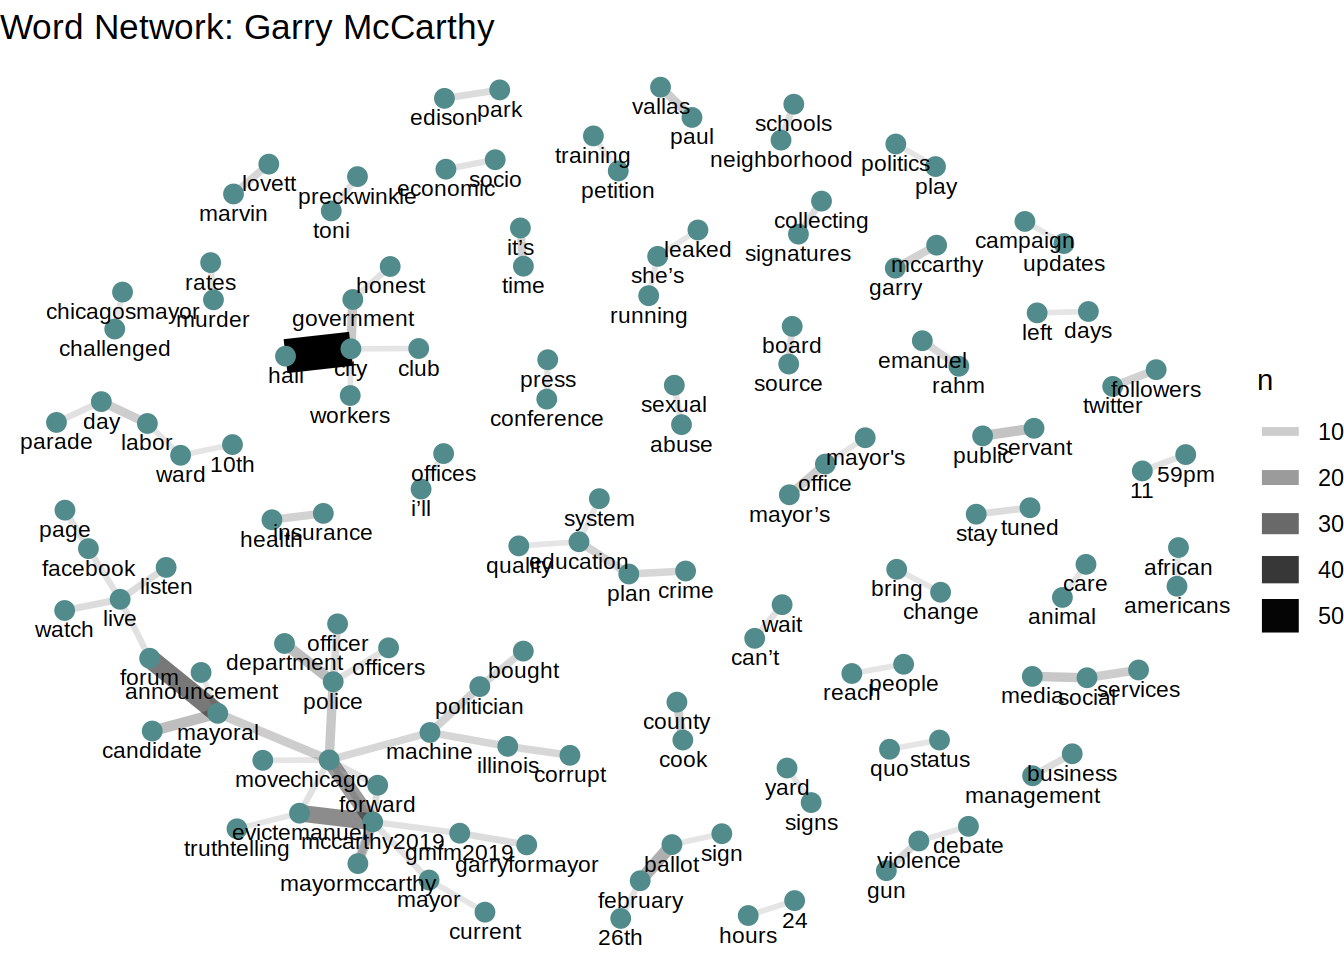 Word Network: Garry McCarthy
edison
park
vallas
paul
schools
neighborhood
training
petition
politics
play
lovett
marvin
preckwinkle
toni
economic
socio
collecting
signatures
it's
time
leaked
she's
running
mccarthy
garry
campaign
updates
rates
murder
chicagosmayor
challenged
honest
government
hall
city
club
workers
board
source
emanuel
rahm
left
days
press
conference
sexual
abuse
twitter
followers
n
10
20
30
40
50
parade
day
labor
ward
10th
offices
i'll
mayor's
office
mayor’s
public
servant
11
59pm
page
facebook
listen
watch
live
health
insurance
system
quality
education
plan
crime
stay
tuned
bring
change
care
animal
african
americans
wait
can’t
forum
announcement
mayoral
candidate
department
officer
officers
police
bought
politician
machine
illinois
corrupt
county
cook
reach
people
media
social
services
move
chicago
forward
evictemanuel
truthtelling
mccarthy2019
mayormccarthy
gmfm2019
garryformayor
mayor
current
yard
signs
quo
status
business
management
ballot
sign
february
26th
hours
24
violence
debate
gun